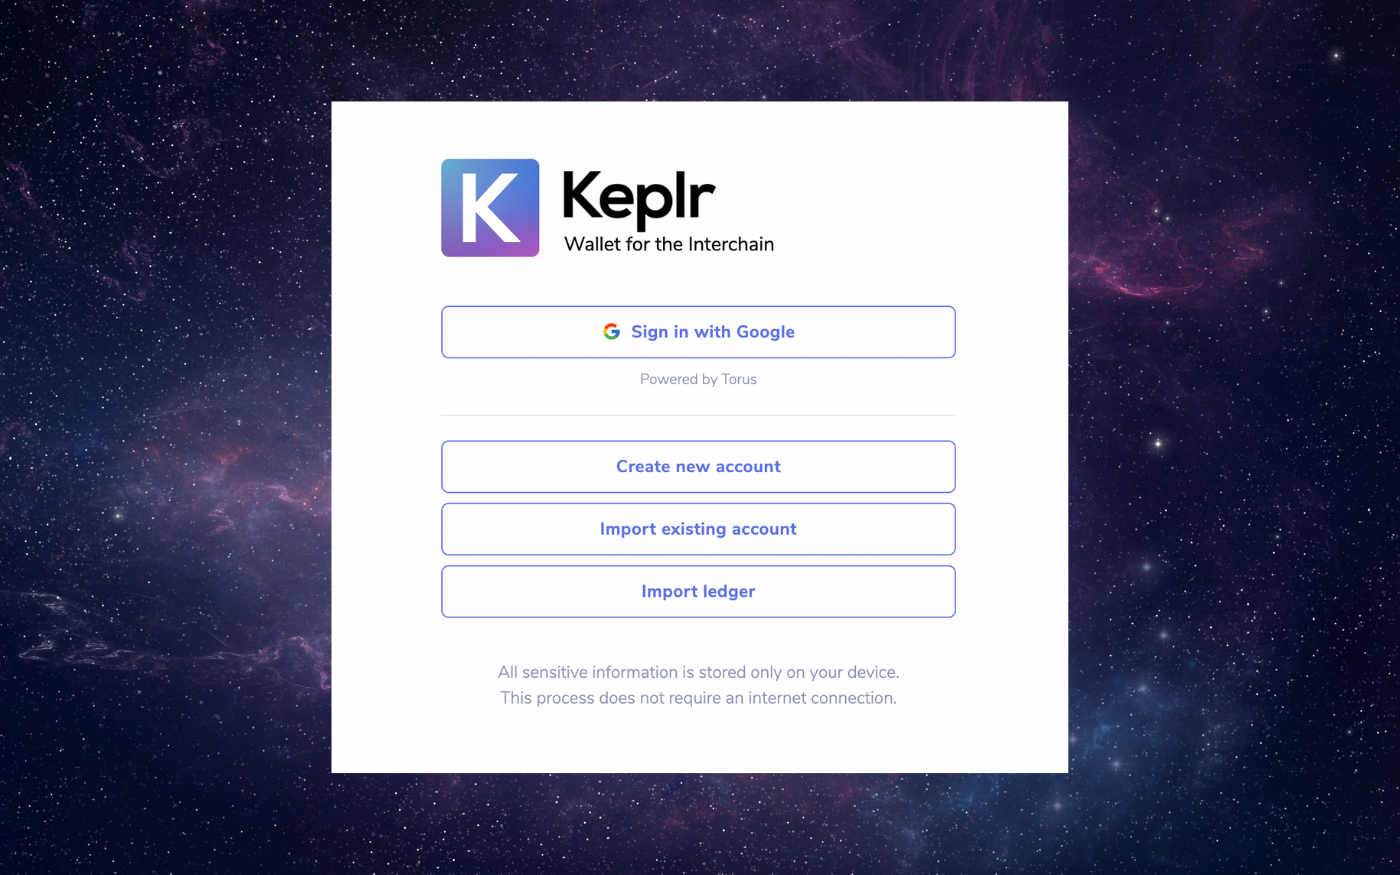 K
Keplr
Wallet for the Interchain
Sign in with Google
Powered by Torus
Create new account
Import existing account
Import ledger
All sensitive information is stored only on your device.
This process does not require an internet connection.